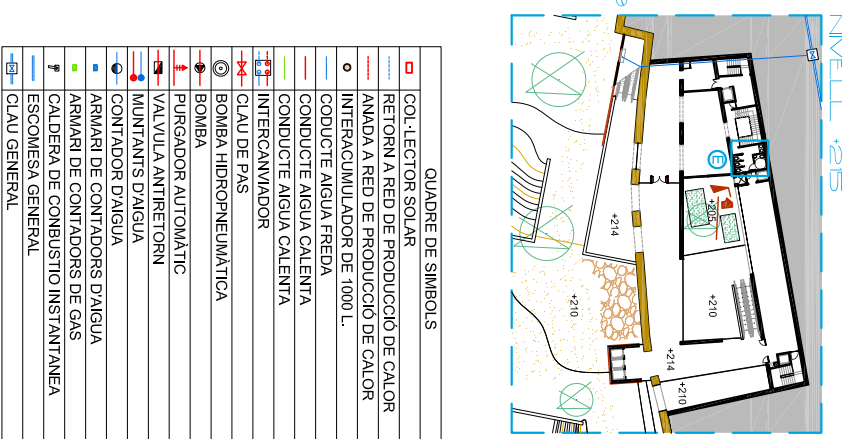 QUADRE DE SIMBOLS
COL·LECTOR SOLAR
RETORN A RED DE PRODUCCIÓ DE CALOR
ANADA A RED DE PRODUCCIÓ DE CALOR
INTERACUMULADOR DE 1000 L.
CODUCTE AIGUA FREDA
CONDUCTE AIGUA CALENTA
CONDUCTE AIGUA CALENTA
INTERCANVIADOR
CLAU DE PAS
BOMBA HIDROPNEUMÀTICA
BOMBA
PURGADOR AUTOMÀTIC
VALVULA ANTIRETORN
MUNTANTS D'AIGUA
CONTADOR D'AIGUA
ARMARI DE CONTADORS D'AIGUA
ARMARI DE CONTADORS DE GAS
CALDERA DE COMBUSTIO INSTANTANEA
ESCOMESA GENERAL
CLAU GENERAL
NIVELL +215
E
+205
+214
+210
+210
+214
+210